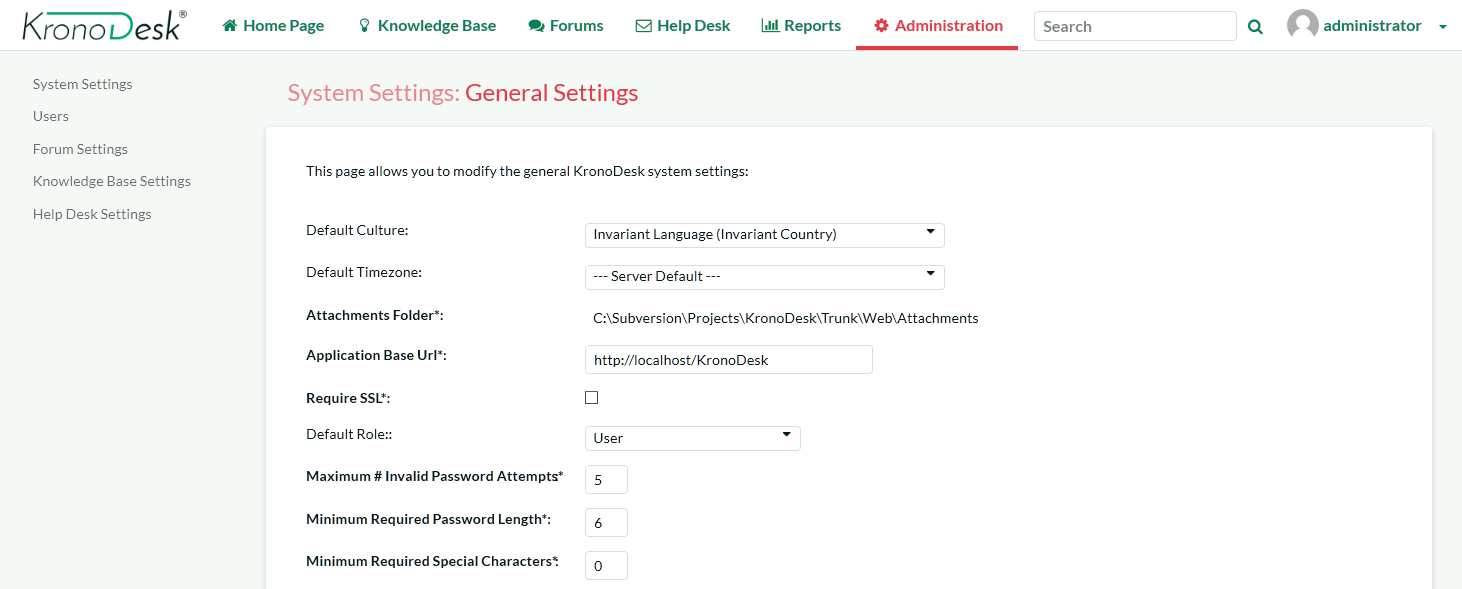 KronoDesk®
Home Page
Knowledge Base
Forums
Help Desk
Reports
Administration
Search
administrator
System Settings
Users
Forum Settings
Knowledge Base Settings
Help Desk Settings
System Settings: General Settings
This page allows you to modify the general KronoDesk system settings:
Default Culture: Invariant Language (Invariant Country)
Default Timezone: --- Server Default ---
Attachments Folder*: C:\Subversion\Projects\KronoDesk\Trunk\Web\Attachments
Application Base Url*: http://localhost/KronoDesk
Require SSL*:
Default Role:: User
Maximum # Invalid Password Attempts:* 5
Minimum Required Password Length*: 6
Minimum Required Special Characters*: 0